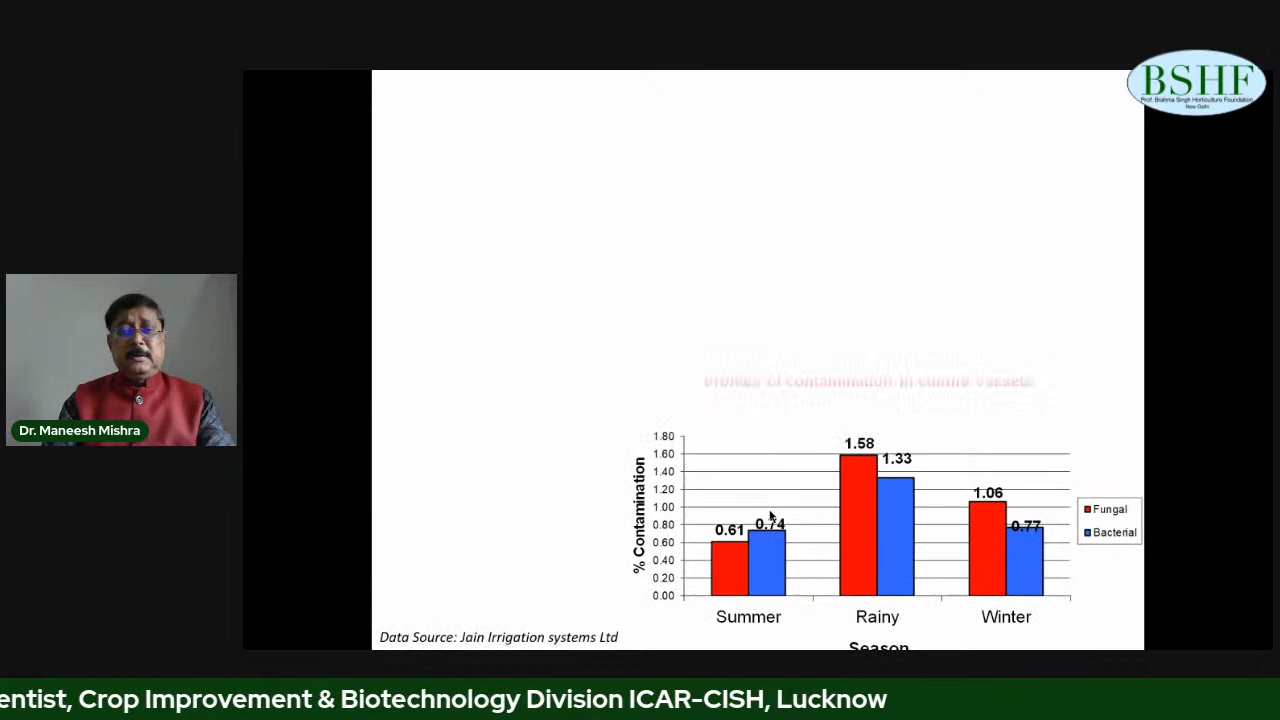 BSHF
Prof. Brahma Singh Horticulture Foundation
New Delhi
of contamination in culture vessels
1.80
1.60
1.40
1.20
1.00
0.80
0.60
0.40
0.20
0.00
% Contamination
0.61
0.74
1.58
1.33
1.06
0.77
Fungal
Bacterial
Summer
Rainy
Winter
Season
Data Source: Jain Irrigation systems Ltd
Dr. Maneesh Mishra
entist, Crop Improvement & Biotechnology Division ICAR-CISH, Lucknow